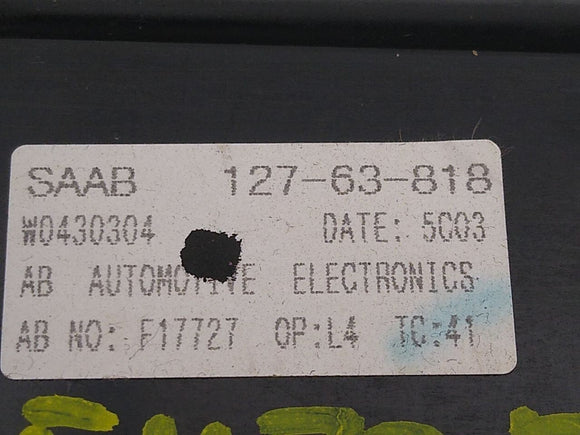 SAAB 127-63-818
W0430304 DATE: 5C03
AB AUTOMOTIVE ELECTRONICS
AB NO: F17727 OP:L4 TC:41